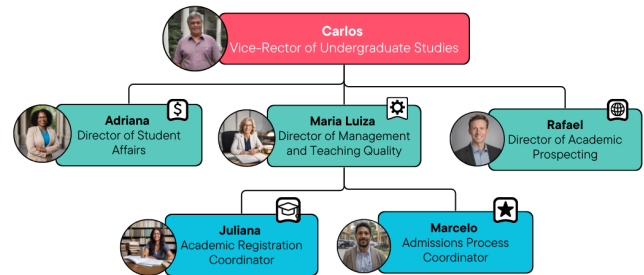 Carlos
Vice-Rector of Undergraduate Studies
Adriana
Director of Student
Affairs
$
Maria Luiza
Director of Management
and Teaching Quality
Rafael
Director of Academic
Prospecting
Juliana
Academic Registration
Coordinator
Marcelo
Admissions Process
Coordinator